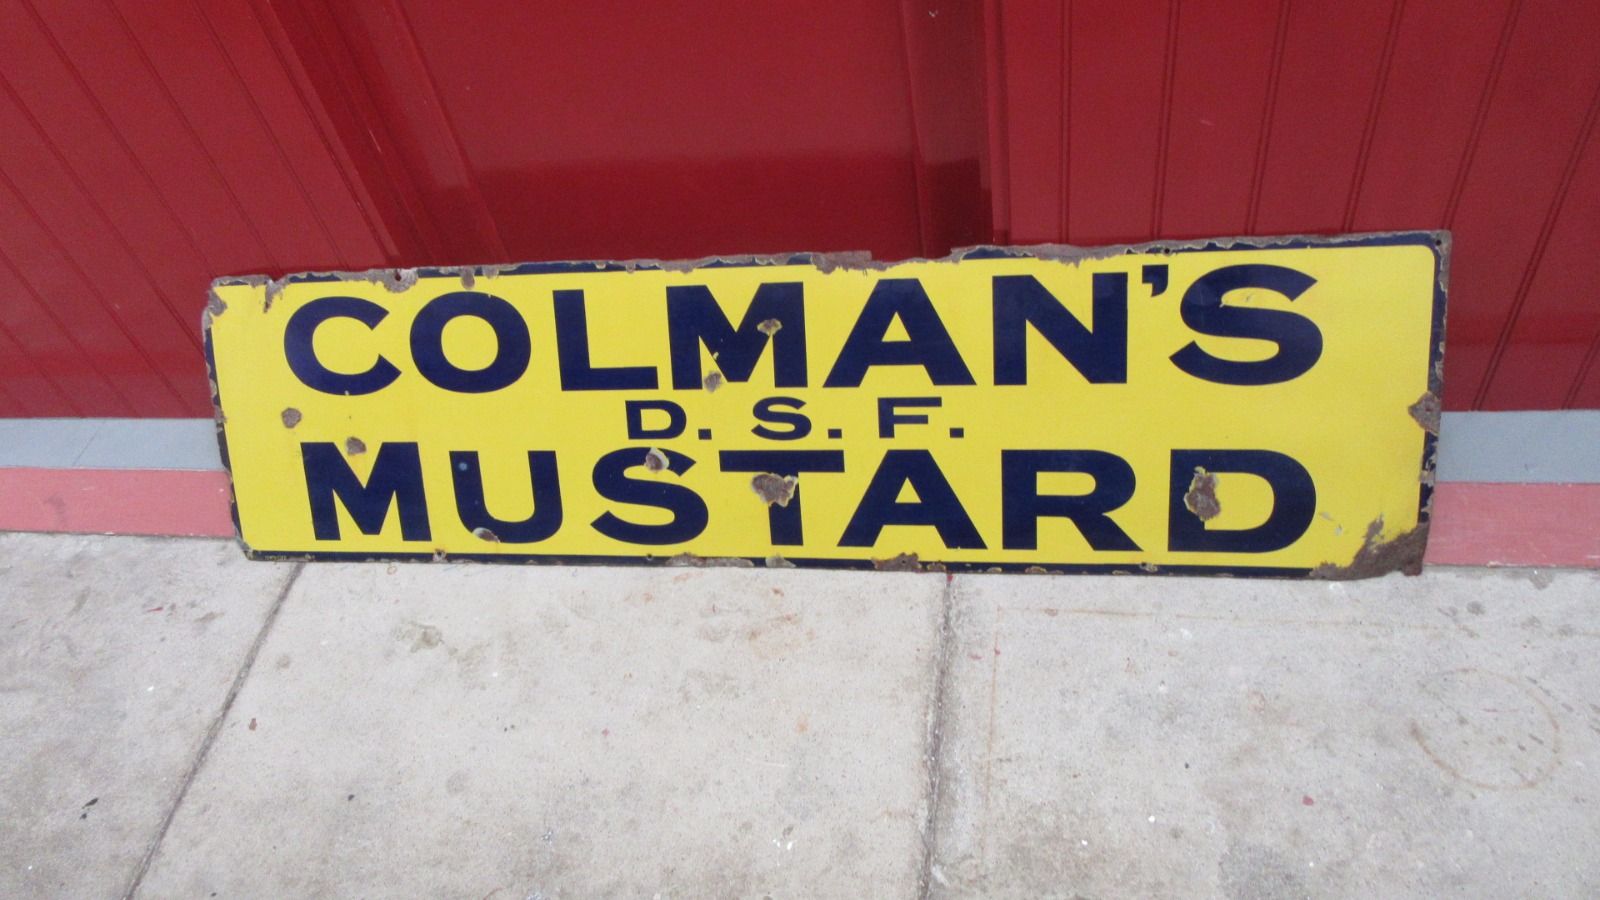 COLMAN'S
D. S. F.
MUSTARD